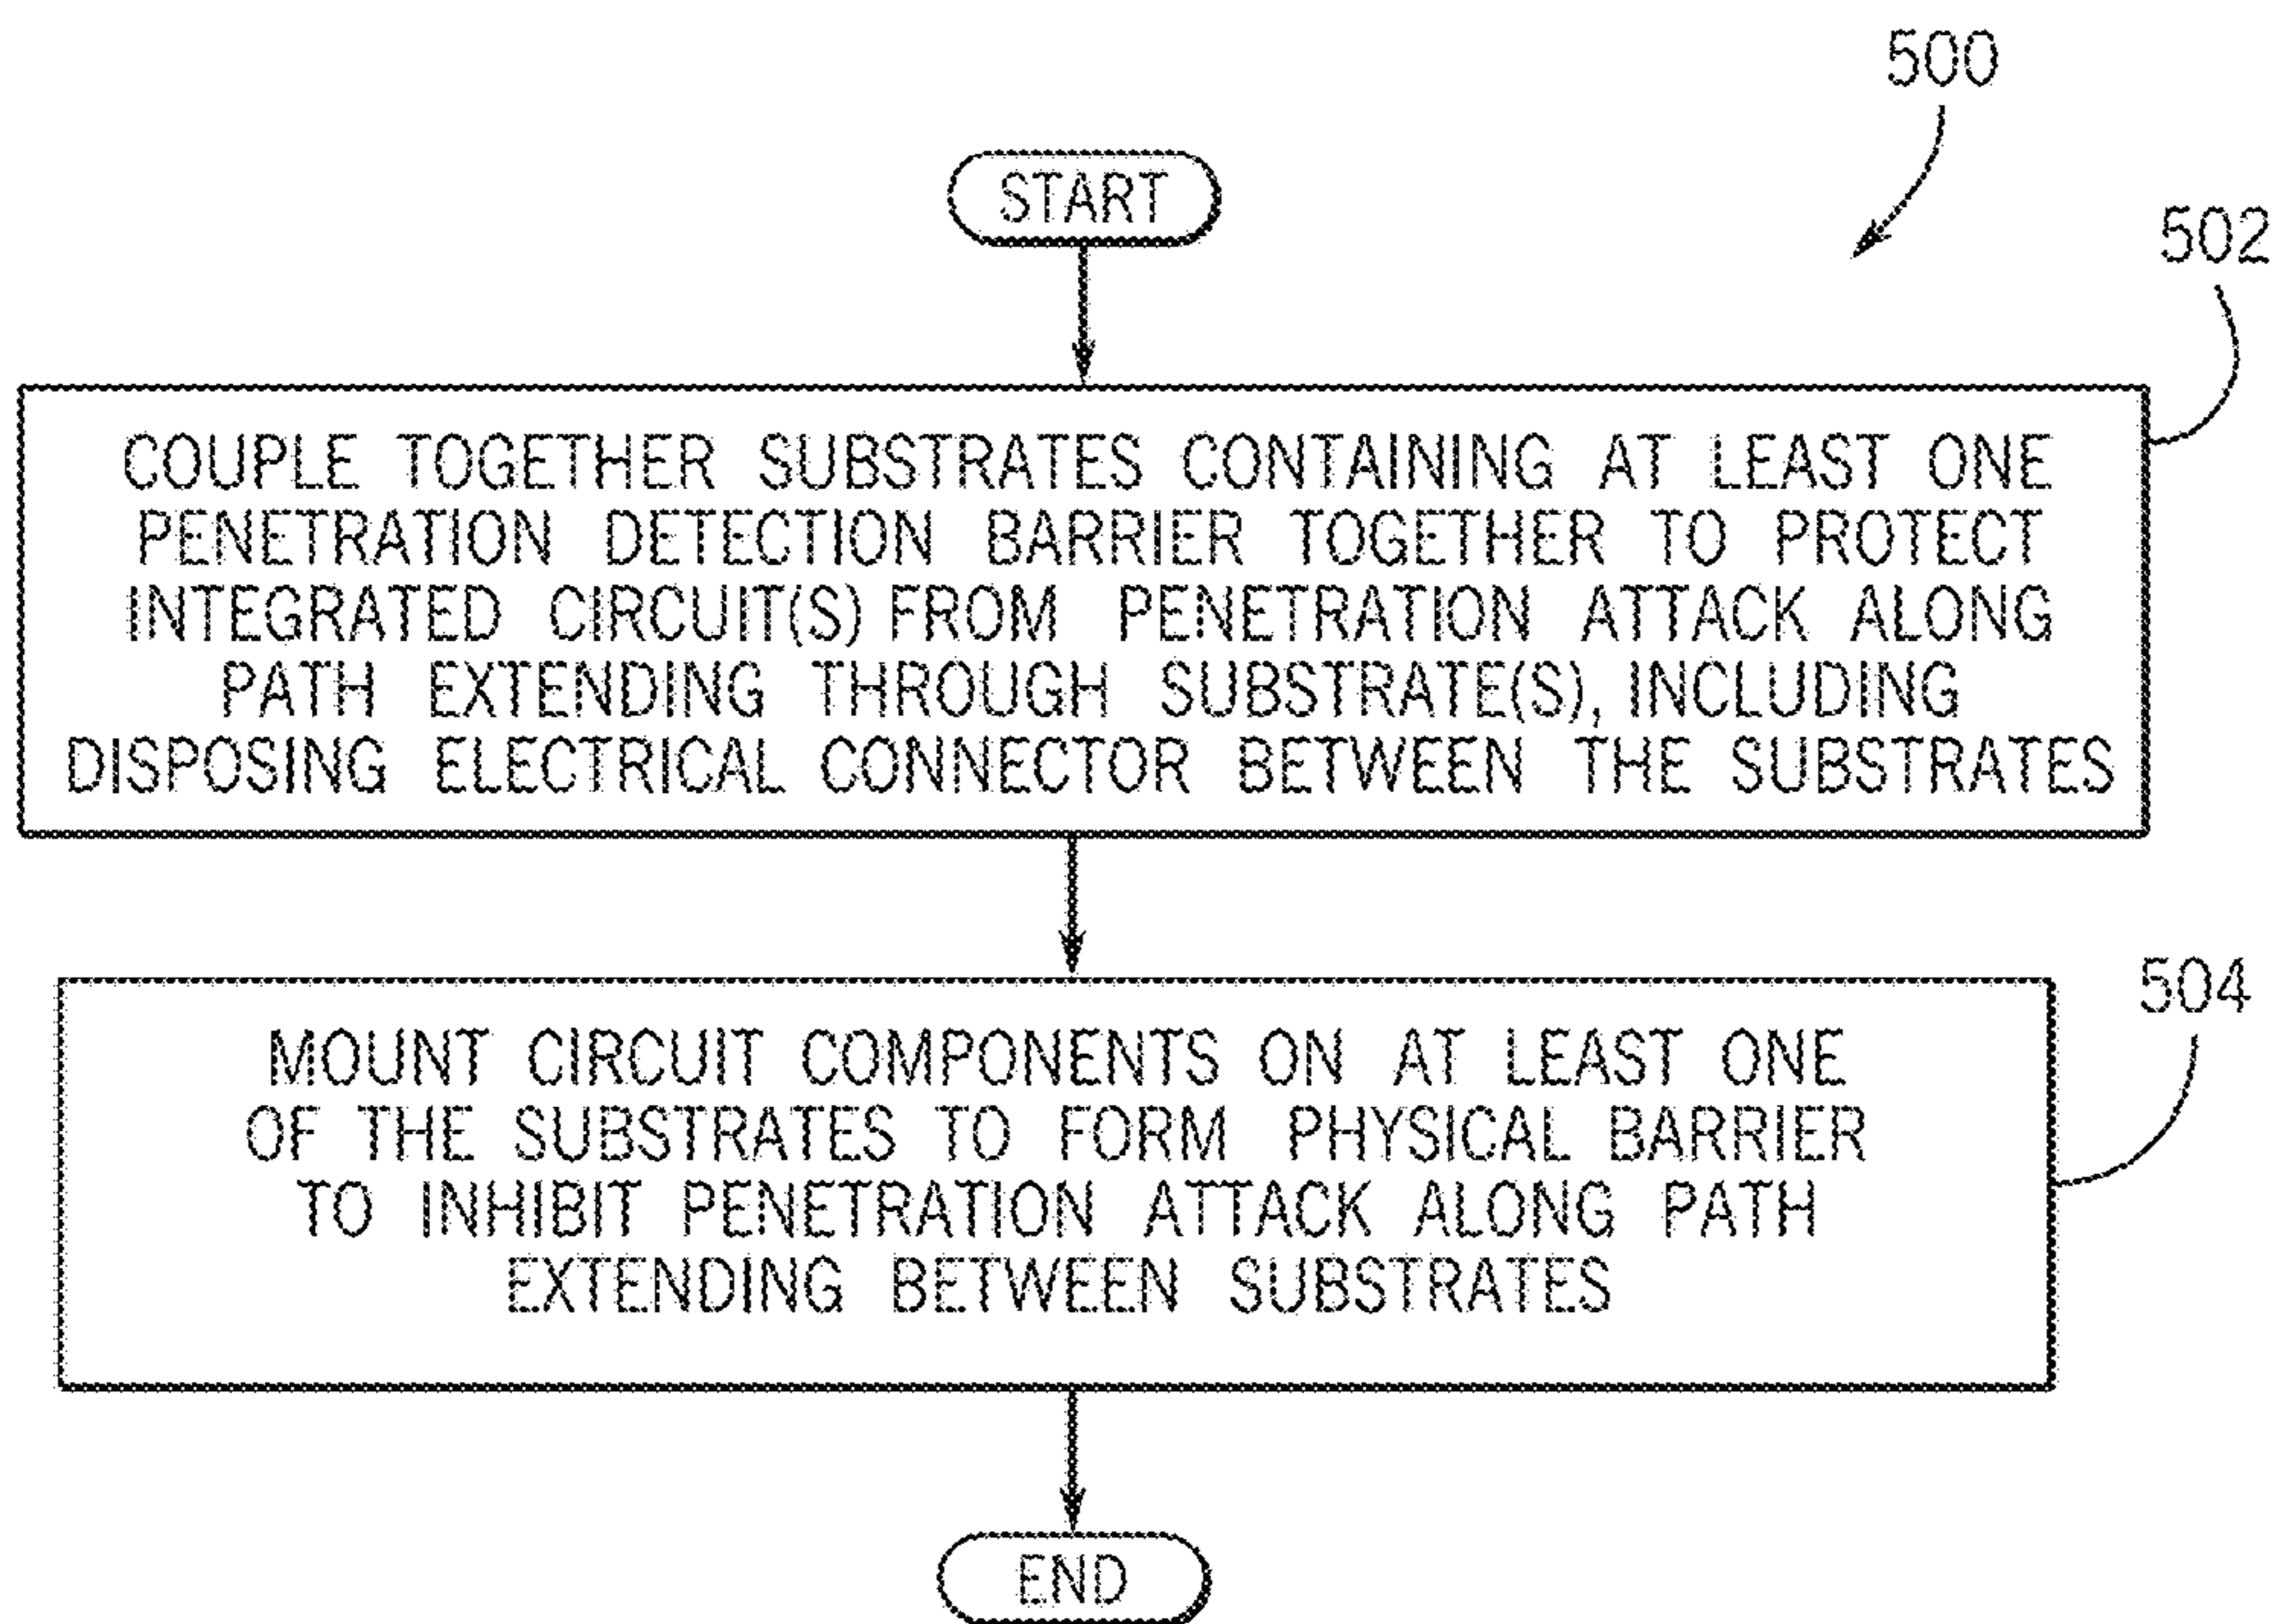 500
START
502
COUPLE TOGETHER SUBSTRATES CONTAINING AT LEAST ONE
PENETRATION DETECTION BARRIER TOGETHER TO PROTECT
INTEGRATED CIRCUIT(S) FROM PENETRATION ATTACK ALONG
PATH EXTENDING THROUGH SUBSTRATE(S), INCLUDING
DISPOSING ELECTRICAL CONNECTOR BETWEEN THE SUBSTRATES
504
MOUNT CIRCUIT COMPONENTS ON AT LEAST ONE
OF THE SUBSTRATES TO FORM PHYSICAL BARRIER
TO INHIBIT PENETRATION ATTACK ALONG PATH
EXTENDING BETWEEN SUBSTRATES
END